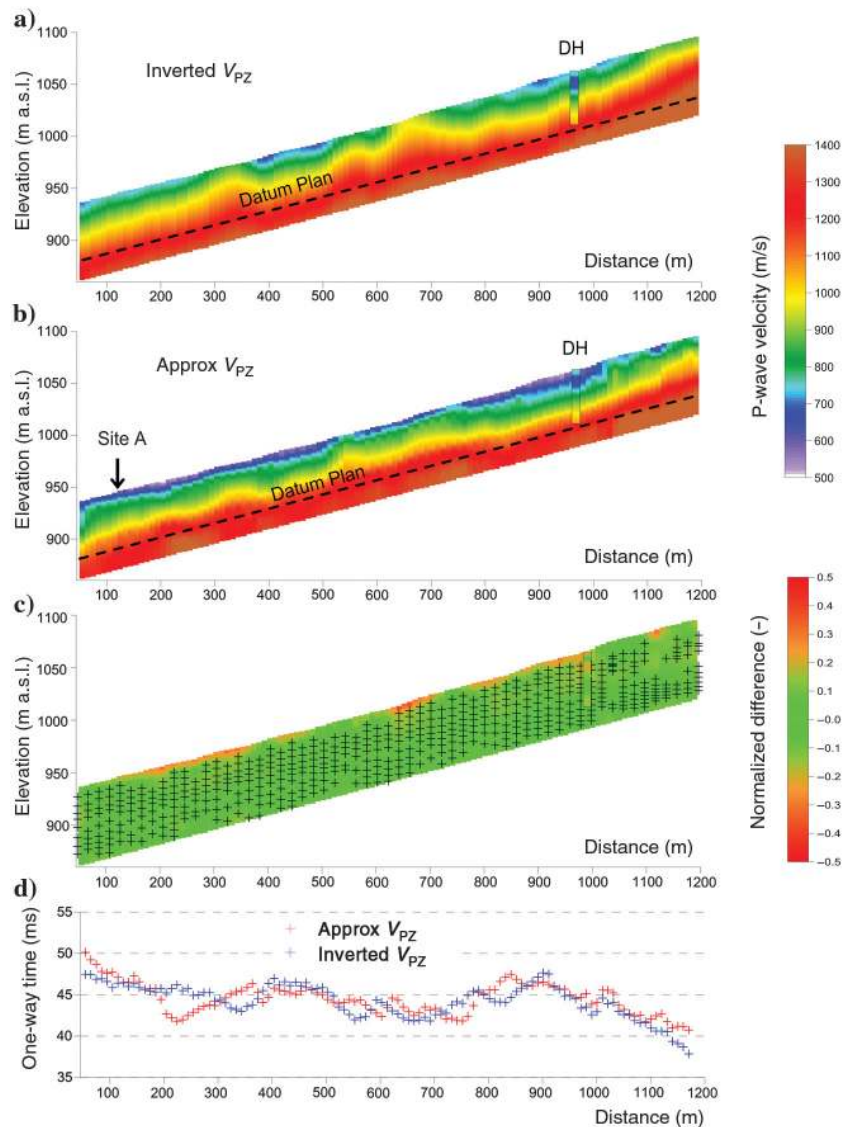 a)
1100
1050
1000
950
900
Elevation (m a.s.l.)
Inverted VPZ
DH
Datum Plan
Distance (m)
100 200 300 400 500 600 700 800 900 1000 1100 1200
b)
1100
1050
1000
950
900
Elevation (m a.s.l.)
Approx VPZ
DH
Site A
Datum Plan
Distance (m)
100 200 300 400 500 600 700 800 900 1000 1100 1200
P-wave velocity (m/s)
1400
1300
1200
1100
1000
900
800
700
600
500
c)
1100
1050
1000
950
900
Elevation (m a.s.l.)
Distance (m)
100 200 300 400 500 600 700 800 900 1000 1100 1200
Normalized difference (–)
0.5
0.4
0.3
0.2
0.1
–0.0
–0.1
–0.2
–0.3
–0.4
–0.5
d)
55
50
45
40
35
One-way time (ms)
Approx VPZ
Inverted VPZ
100 200 300 400 500 600 700 800 900 1000 1100 1200
Distance (m)